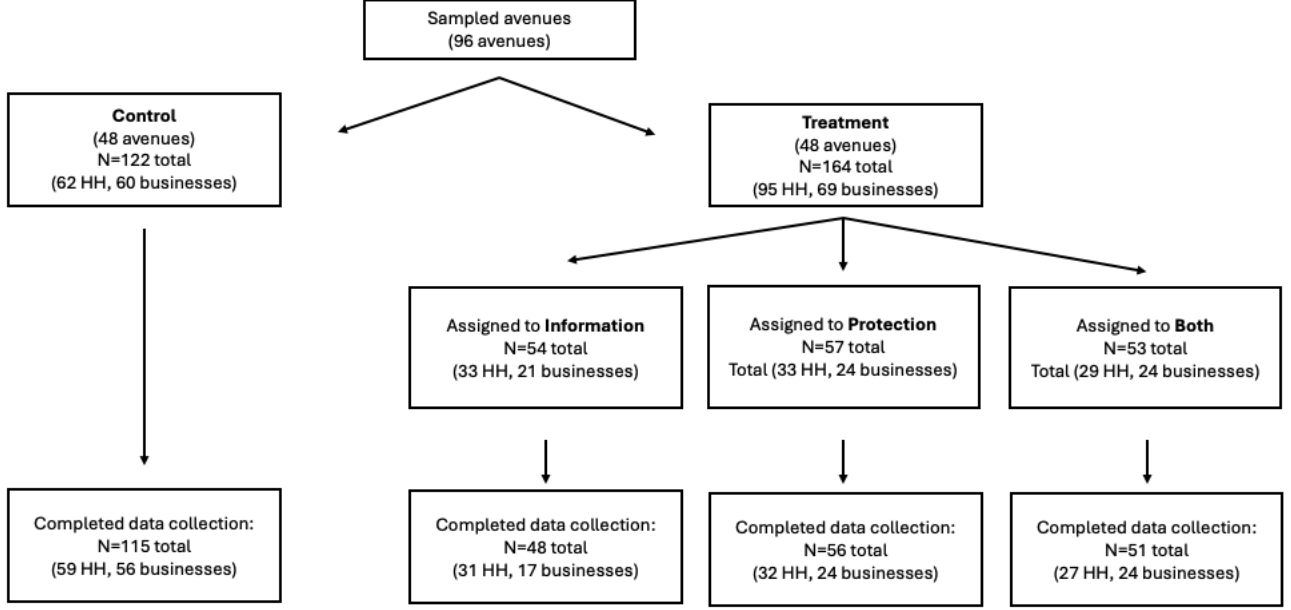 Sampled avenues
(96 avenues)
Control
(48 avenues)
N=122 total
(62 HH, 60 businesses)
Treatment
(48 avenues)
N=164 total
(95 HH, 69 businesses)
Assigned to Information
N=54 total
(33 HH, 21 businesses)
Assigned to Protection
N=57 total
Total (33 HH, 24 businesses)
Assigned to Both
N=53 total
Total (29 HH, 24 businesses)
Completed data collection:
N=115 total
(59 HH, 56 businesses)
Completed data collection:
N=48 total
(31 HH, 17 businesses)
Completed data collection:
N=56 total
(32 HH, 24 businesses)
Completed data collection:
N=51 total
(27 HH, 24 businesses)